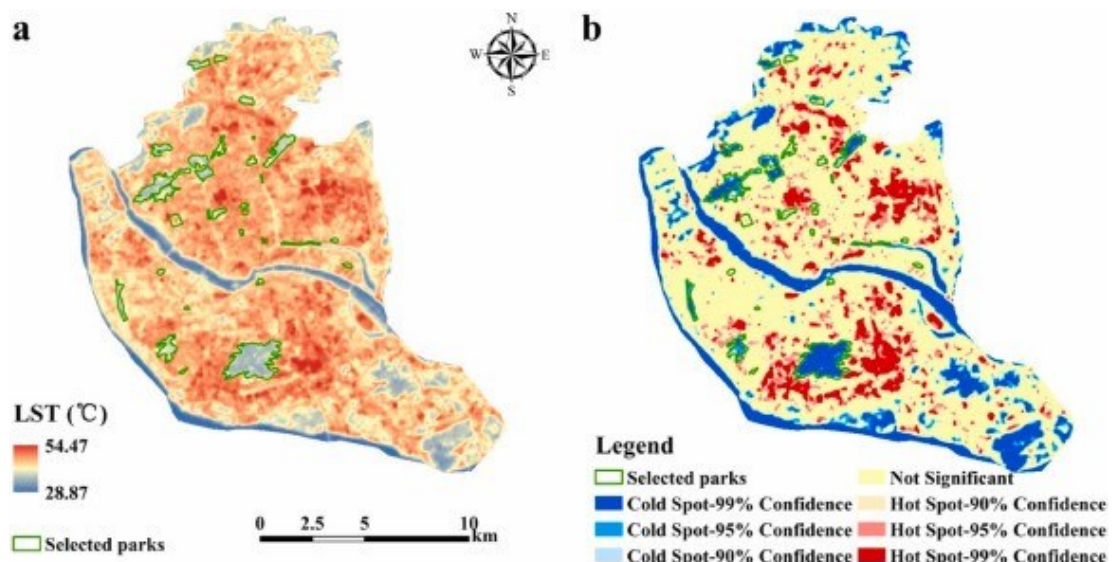 a
N
W
E
S
b
LST (℃)
54.47
28.87
Selected parks
0
2.5
5
10
km
Legend
Selected parks
Not Significant
Cold Spot-99% Confidence
Hot Spot-90% Confidence
Cold Spot-95% Confidence
Hot Spot-95% Confidence
Cold Spot-90% Confidence
Hot Spot-99% Confidence